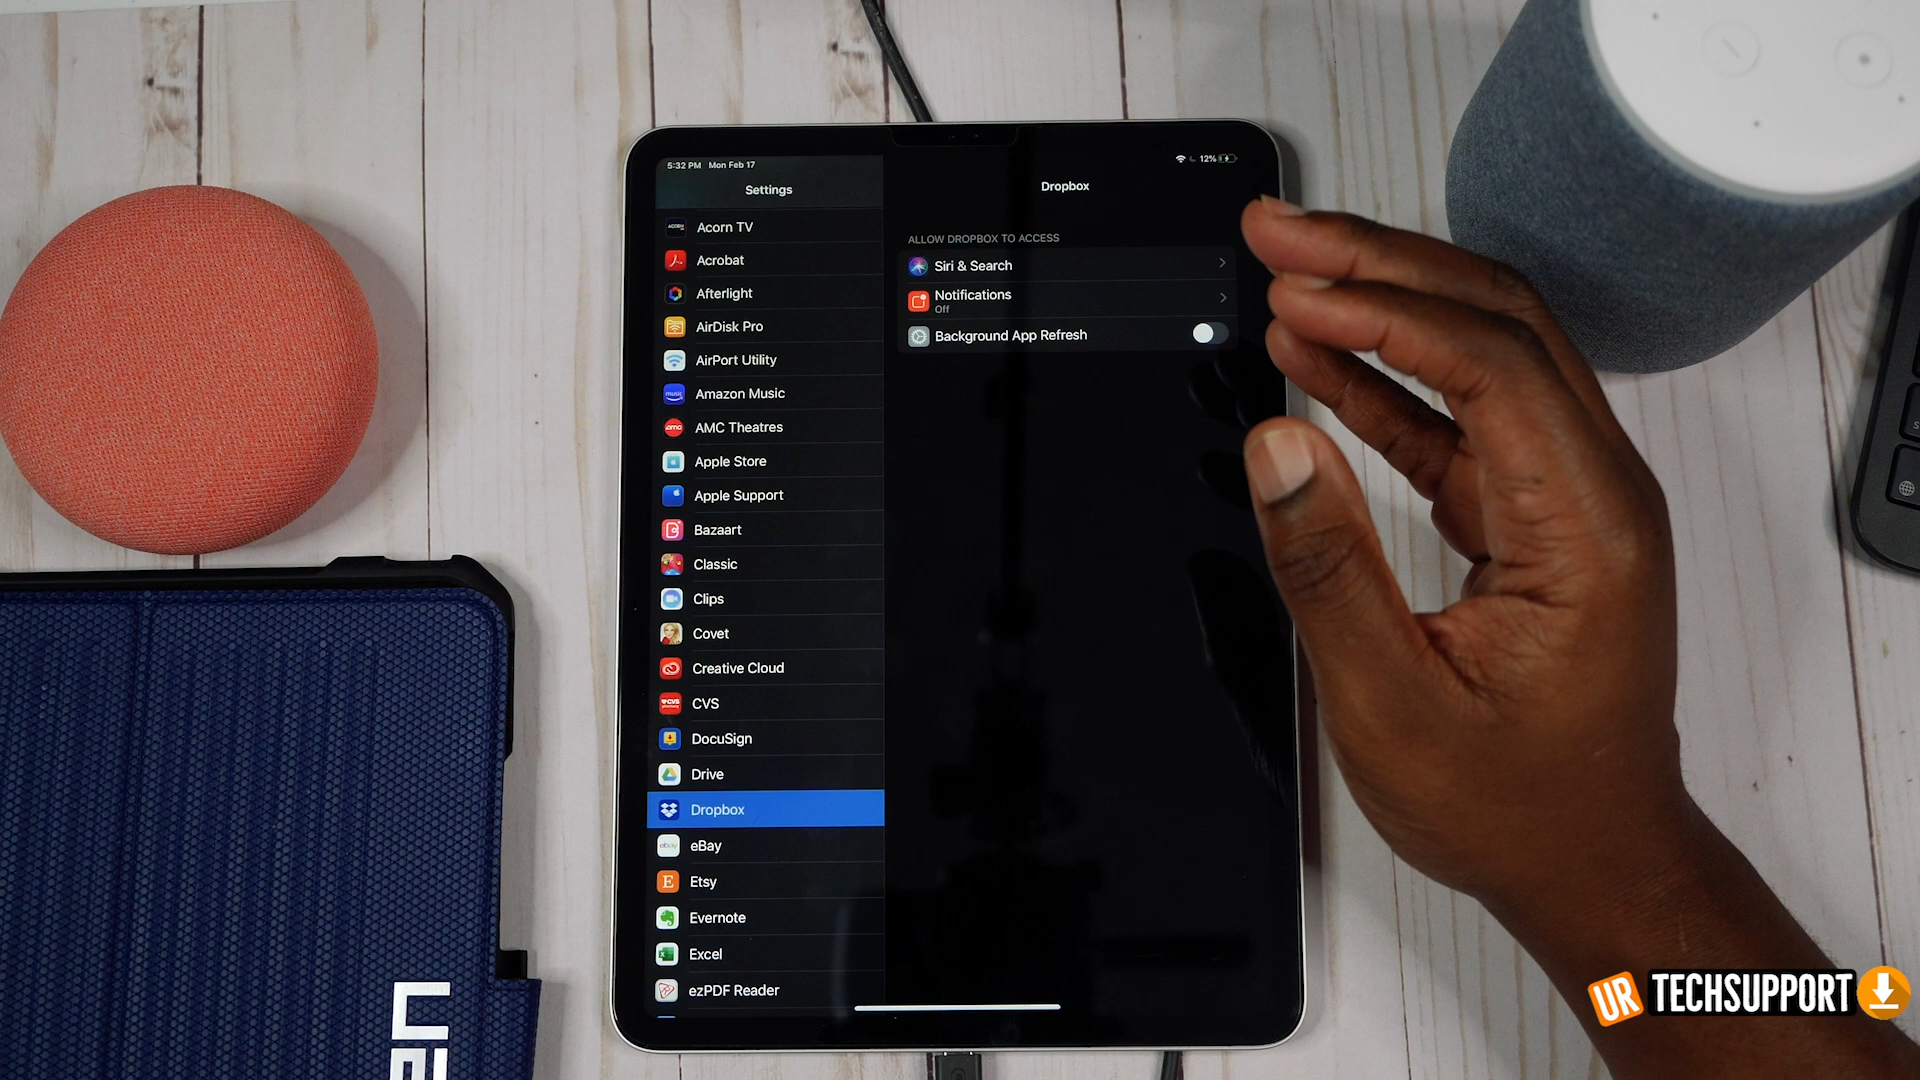 5:32 PM Mon Feb 17
12%
Settings
Acorn TV
Acrobat
Afterlight
AirDisk Pro
AirPort Utility
Amazon Music
AMC Theatres
Apple Store
Apple Support
Bazaart
Classic
Clips
Covet
Creative Cloud
CVS
DocuSign
Drive
Dropbox
eBay
Etsy
Evernote
Excel
ezPDF Reader
Dropbox
ALLOW DROPBOX TO ACCESS
Siri & Search
Notifications
Off
Background App Refresh
UR TECHSUPPORT